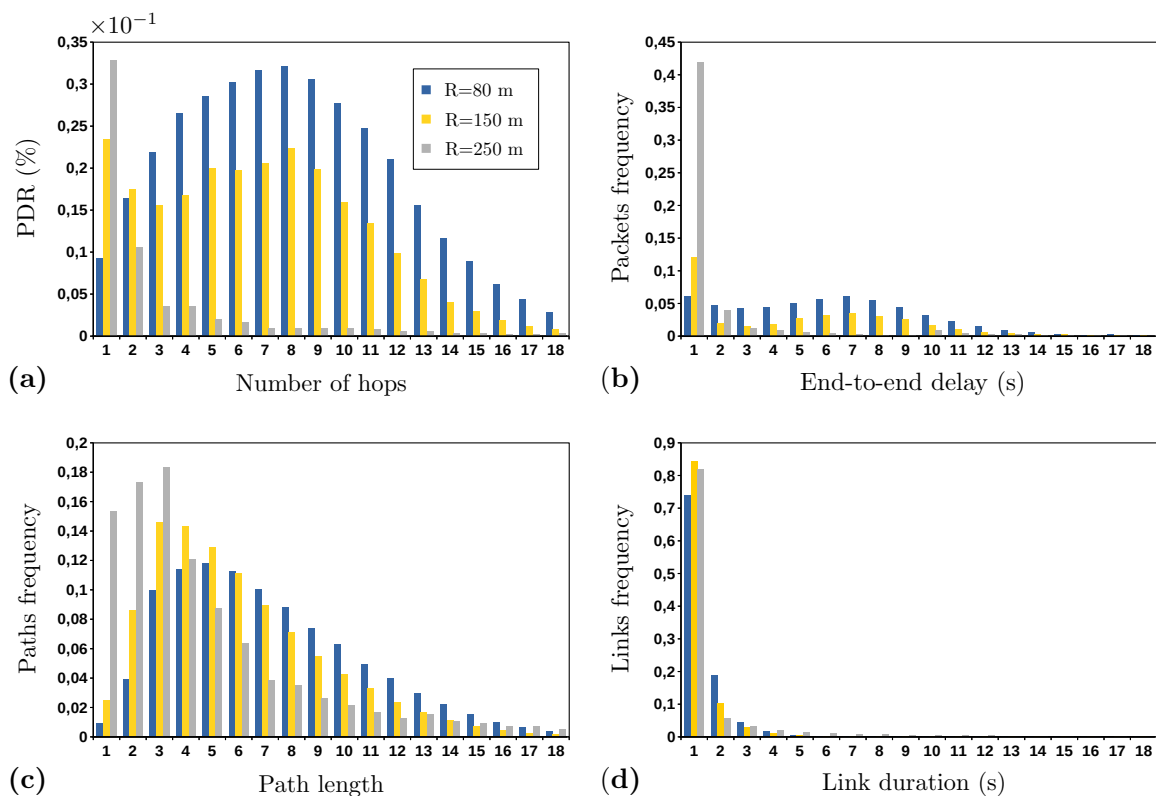 ×10−1
0,35
0,3
0,25
0,2
0,15
0,1
0,05
0
PDR (%)
R=80 m
R=150 m
R=250 m
1 2 3 4 5 6 7 8 9 10 11 12 13 14 15 16 17 18
(a) Number of hops
0,45
0,4
0,35
0,3
0,25
0,2
0,15
0,1
0,05
0
Packets frequency
1 2 3 4 5 6 7 8 9 10 11 12 13 14 15 16 17 18
(b) End-to-end delay (s)
0,2
0,18
0,16
0,14
0,12
0,1
0,08
0,06
0,04
0,02
0
Paths frequency
1 2 3 4 5 6 7 8 9 10 11 12 13 14 15 16 17 18
(c) Path length
0,9
0,8
0,7
0,6
0,5
0,4
0,3
0,2
0,1
0
Links frequency
1 2 3 4 5 6 7 8 9 10 11 12 13 14 15 16 17 18
(d) Link duration (s)